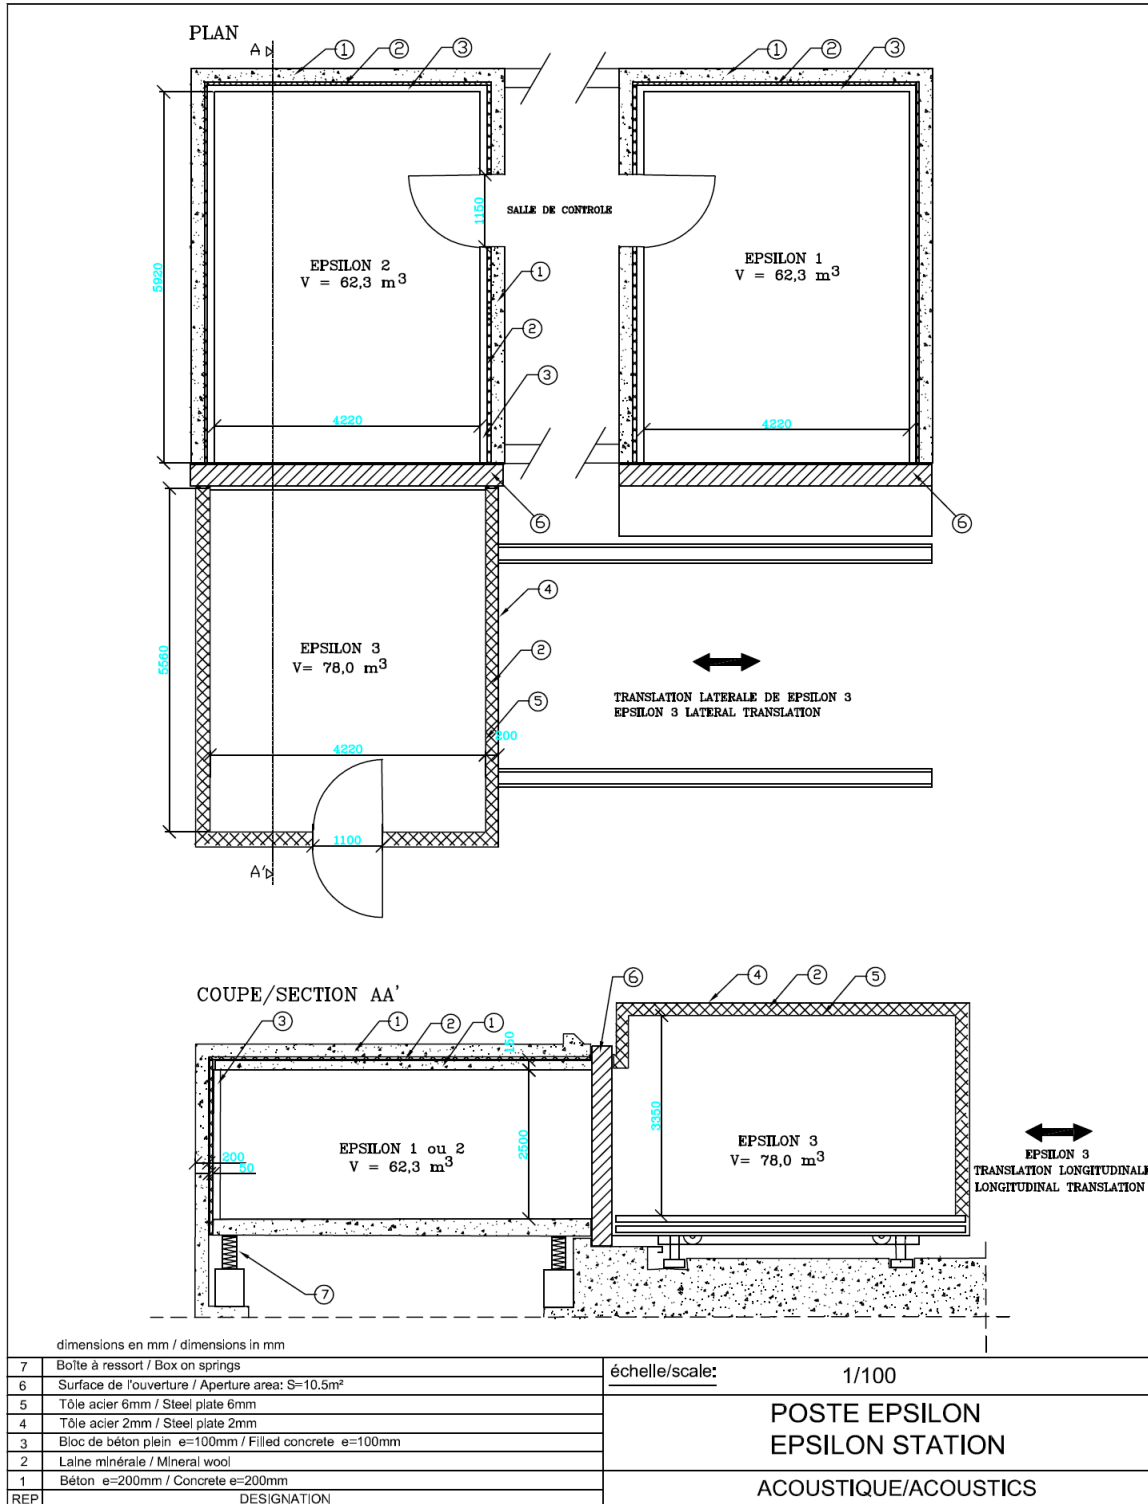 PLAN
A
1
2
3
1
2
3
1150
SALLE DE CONTROLE
EPSILON 2
V = 62,3 m³
EPSILON 1
V = 62,3 m³
1
5920
2
3
4220
4220
6
6
4
EPSILON 3
V= 78,0 m³
2
5560
TRANSLATION LATERALE DE EPSILON 3
EPSILON 3 LATERAL TRANSLATION
5
200
4220
1100
A'
COUPE/SECTION AA'
3
1
2
1
150
6
4
2
5
3350
2500
EPSILON 1 ou 2
V = 62,3 m³
200
50
EPSILON 3
V= 78,0 m³
EPSILON 3
TRANSLATION LONGITUDINALE
LONGITUDINAL TRANSLATION
7
dimensions en mm / dimensions in mm
7 Boîte à ressort / Box on springs
6 Surface de l'ouverture / Aperture area: S=10.5m²
5 Tôle acier 6mm / Steel plate 6mm
4 Tôle acier 2mm / Steel plate 2mm
3 Bloc de béton plein e=100mm / Filled concrete e=100mm
2 Laine minérale / Mineral wool
1 Béton e=200mm / Concrete e=200mm
REP DESIGNATION
échelle/scale: 1/100
POSTE EPSILON
EPSILON STATION
ACOUSTIQUE/ACOUSTICS